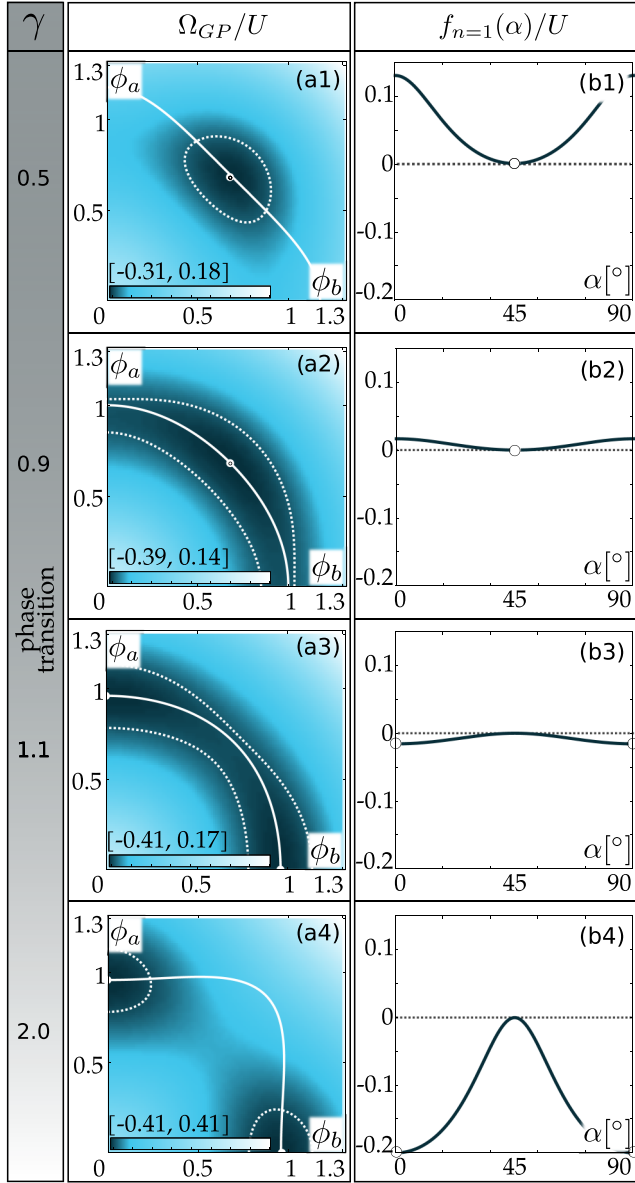 γ Ω_GP/U f_{n=1}(α)/U
0.5
1.3 ϕ_a (a1)
1
0.5
[-0.31, 0.18] ϕ_b
0 0.5 1 1.3
0.1 (b1)
0
-0.1
-0.2 α[°]
0 45 90
0.9
1.3 ϕ_a (a2)
1
0.5
[-0.39, 0.14] ϕ_b
0 0.5 1 1.3
0.1 (b2)
0
-0.1
-0.2 α[°]
0 45 90
phase
transition
1.1
1.3 ϕ_a (a3)
1
0.5
[-0.41, 0.17] ϕ_b
0 0.5 1 1.3
0.1 (b3)
0
-0.1
-0.2 α[°]
0 45 90
2.0
1.3 ϕ_a (a4)
1
0.5
[-0.41, 0.41] ϕ_b
0 0.5 1 1.3
0.1 (b4)
0
-0.1
-0.2 α[°]
0 45 90